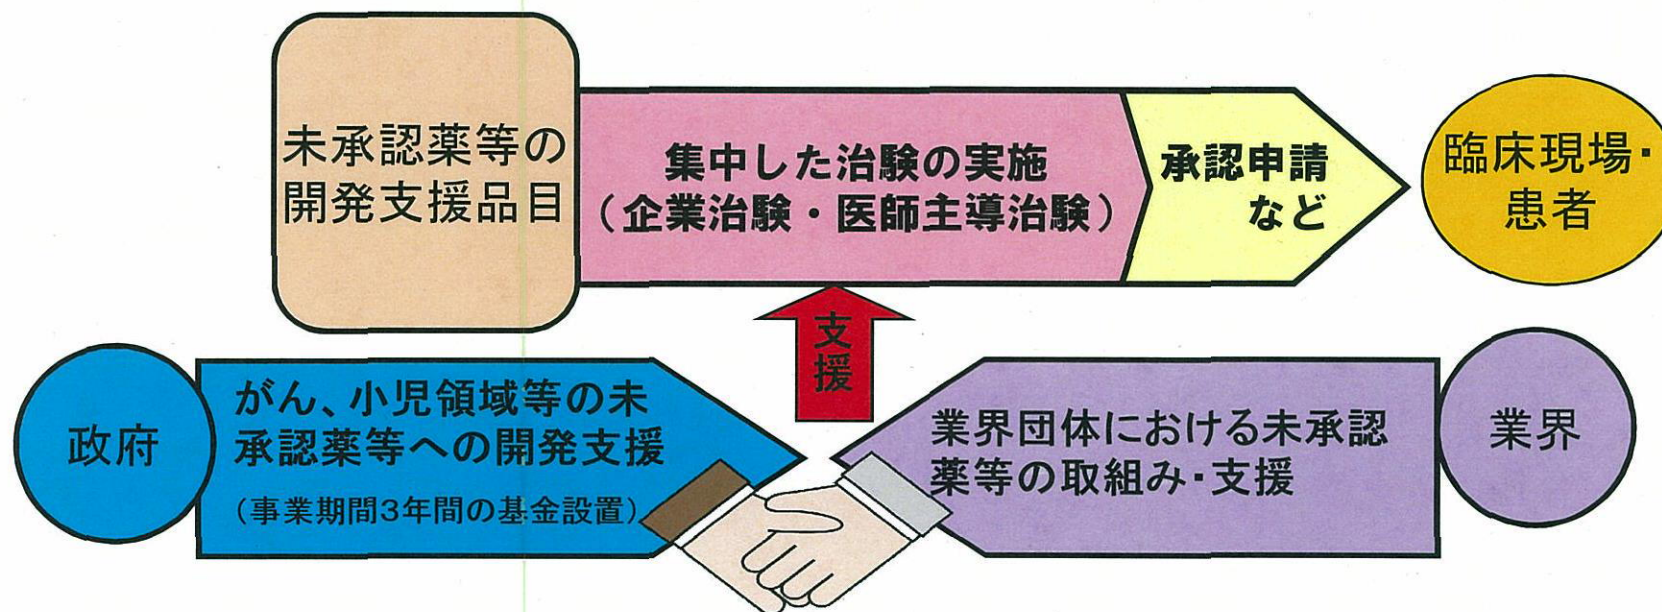 未承認薬等の
開発支援品目
集中した治験の実施
（企業治験・医師主導治験）
承認申請
など
臨床現場・
患者
支援
政府
がん、小児領域等の未
承認薬等への開発支援
（事業期間3年間の基金設置）
業界団体における未承認
薬等の取組み・支援
業界